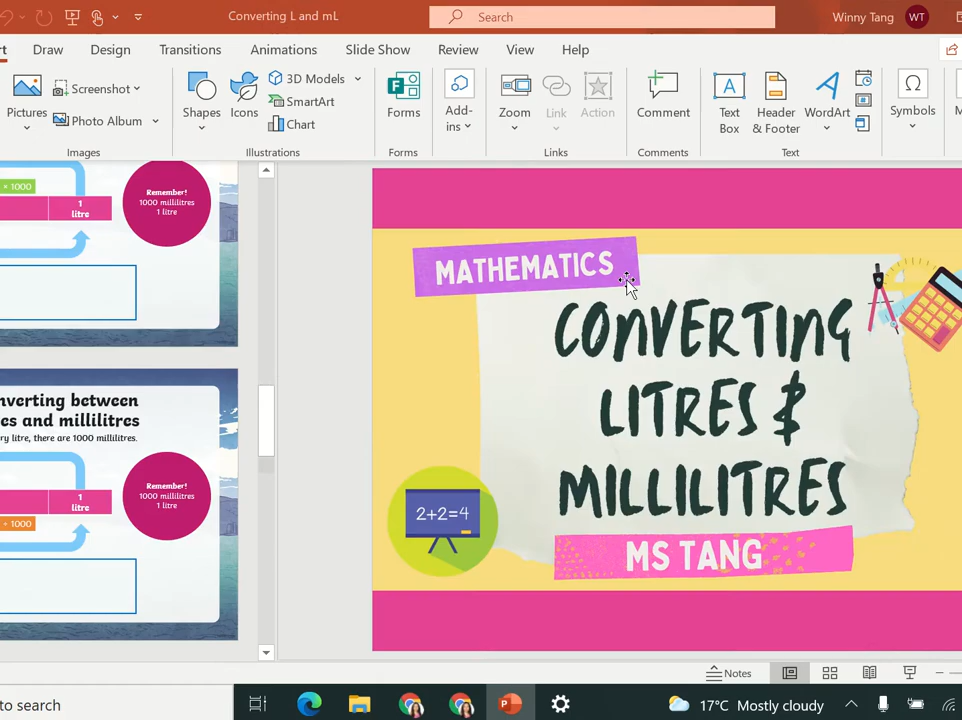 Converting L and mL
Search
Winny Tang
WT
Draw
Design
Transitions
Animations
Slide Show
Review
View
Help
Pictures
Screenshot
Photo Album
Images
Shapes
Icons
3D Models
SmartArt
Chart
Illustrations
Forms
Forms
Add-
ins
Zoom
Link
Action
Links
Comment
Comments
Text
Box
Header
& Footer
WordArt
Text
Symbols
× 1000
1
litre
Remember!
1000 millilitres
1 litre
nverting between
es and millilitres
ry litre, there are 1000 millilitres.
1
litre
× 1000
Remember!
1000 millilitres
1 litre
MATHEMATICS
CONVERTING
LITRES &
MILLILITRES
2+2=4
MS TANG
Notes
to search
17°C Mostly cloudy